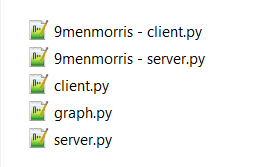 9menmorris - client.py
9menmorris - server.py
client.py
graph.py
server.py